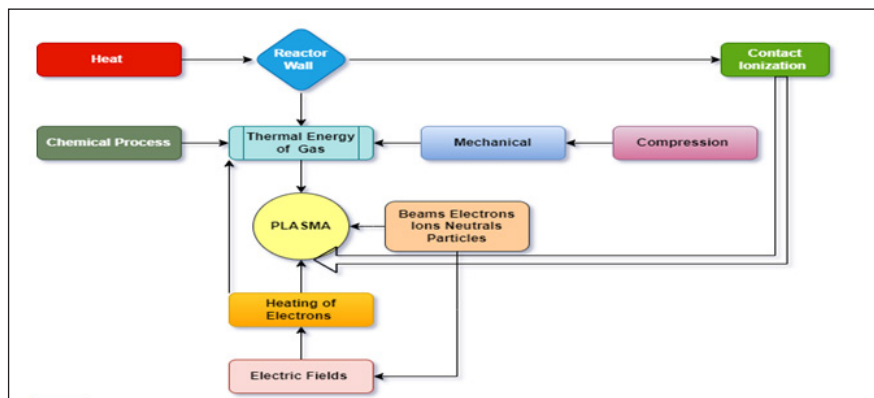 Heat
Reactor
Wall
Contact
Ionization
Chemical Process
Thermal Energy
of Gas
Mechanical
Compression
PLASMA
Beams Electrons
Ions Neutrals
Particles
Heating of
Electrons
Electric Fields